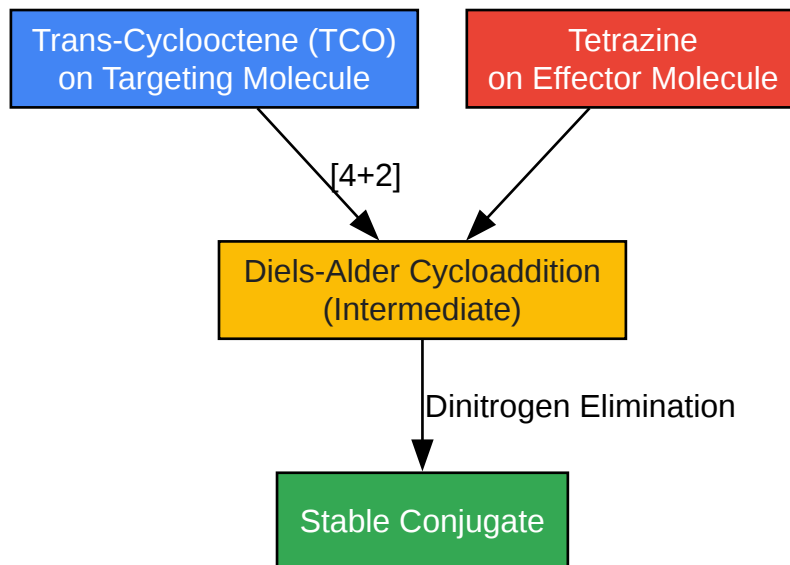 Trans-Cyclooctene (TCO)
on Targeting Molecule
Tetrazine
on Effector Molecule
[4+2]
Diels-Alder Cycloaddition
(Intermediate)
Dinitrogen Elimination
Stable Conjugate